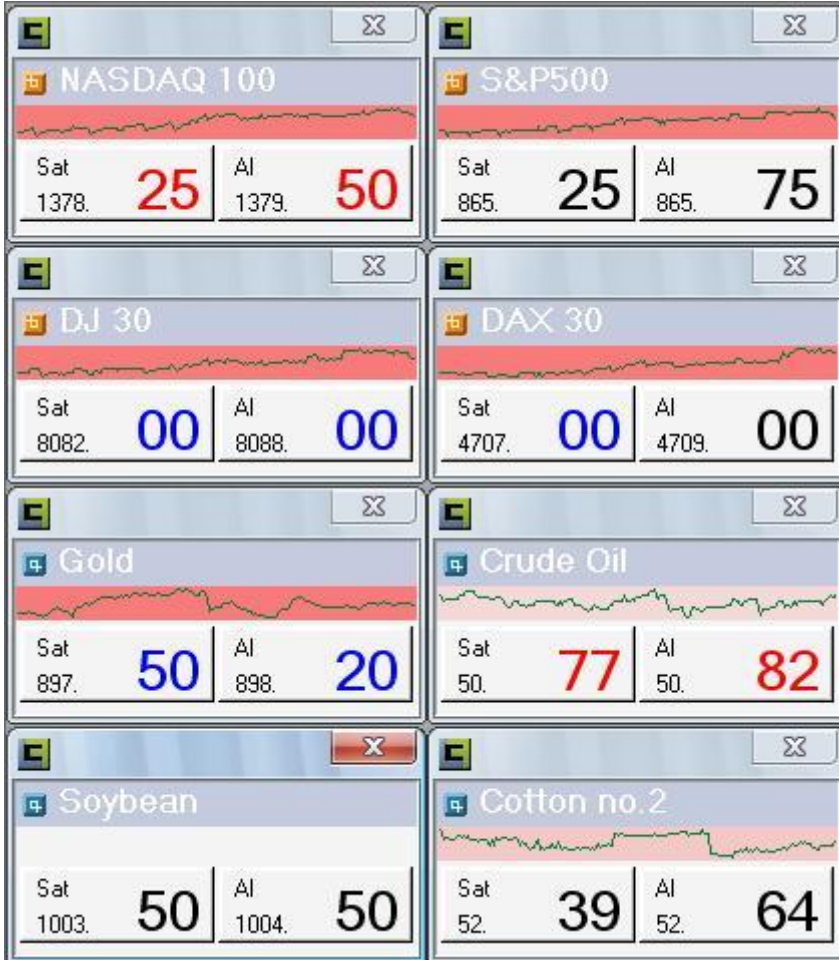 NASDAQ 100
Sat 1378. 25 Al 1379. 50
S&P500
Sat 865. 25 Al 865. 75
DJ 30
Sat 8082. 00 Al 8088. 00
DAX 30
Sat 4707. 00 Al 4709. 00
Gold
Sat 897. 50 Al 898. 20
Crude Oil
Sat 50. 77 Al 50. 82
Soybean
Sat 1003. 50 Al 1004. 50
Cotton no.2
Sat 52. 39 Al 52. 64